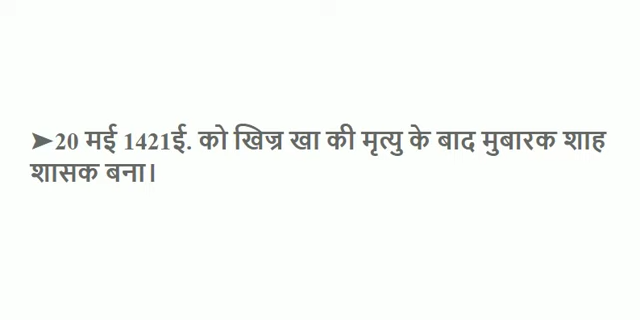 ➤20 मई 1421ई. को खिज्र खा की मृत्यु के बाद मुबारक शाह
शासक बना।